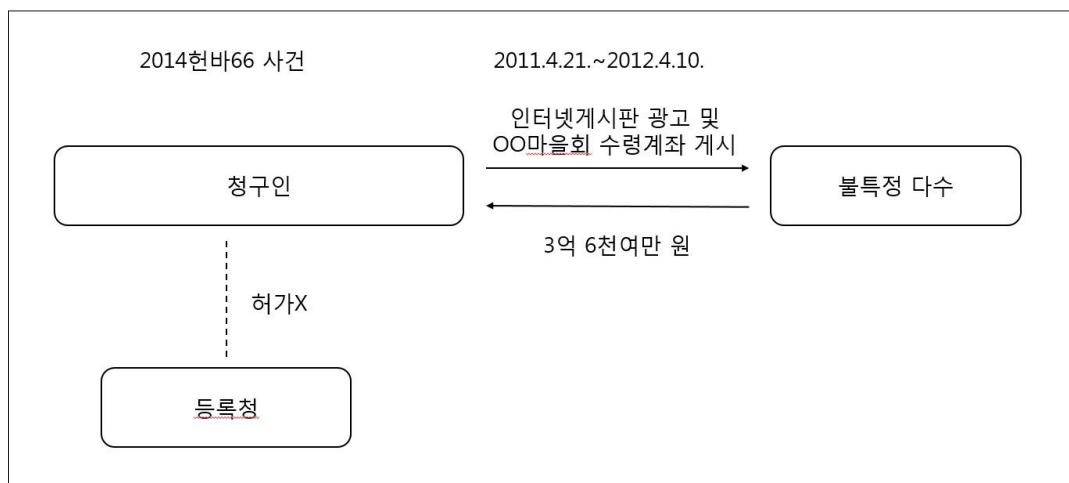 2014헌바66 사건
2011.4.21.~2012.4.10.
인터넷게시판 광고 및
OO마을회 수령계좌 게시
청구인
불특정 다수
3억 6천여만 원
허가X
등록청